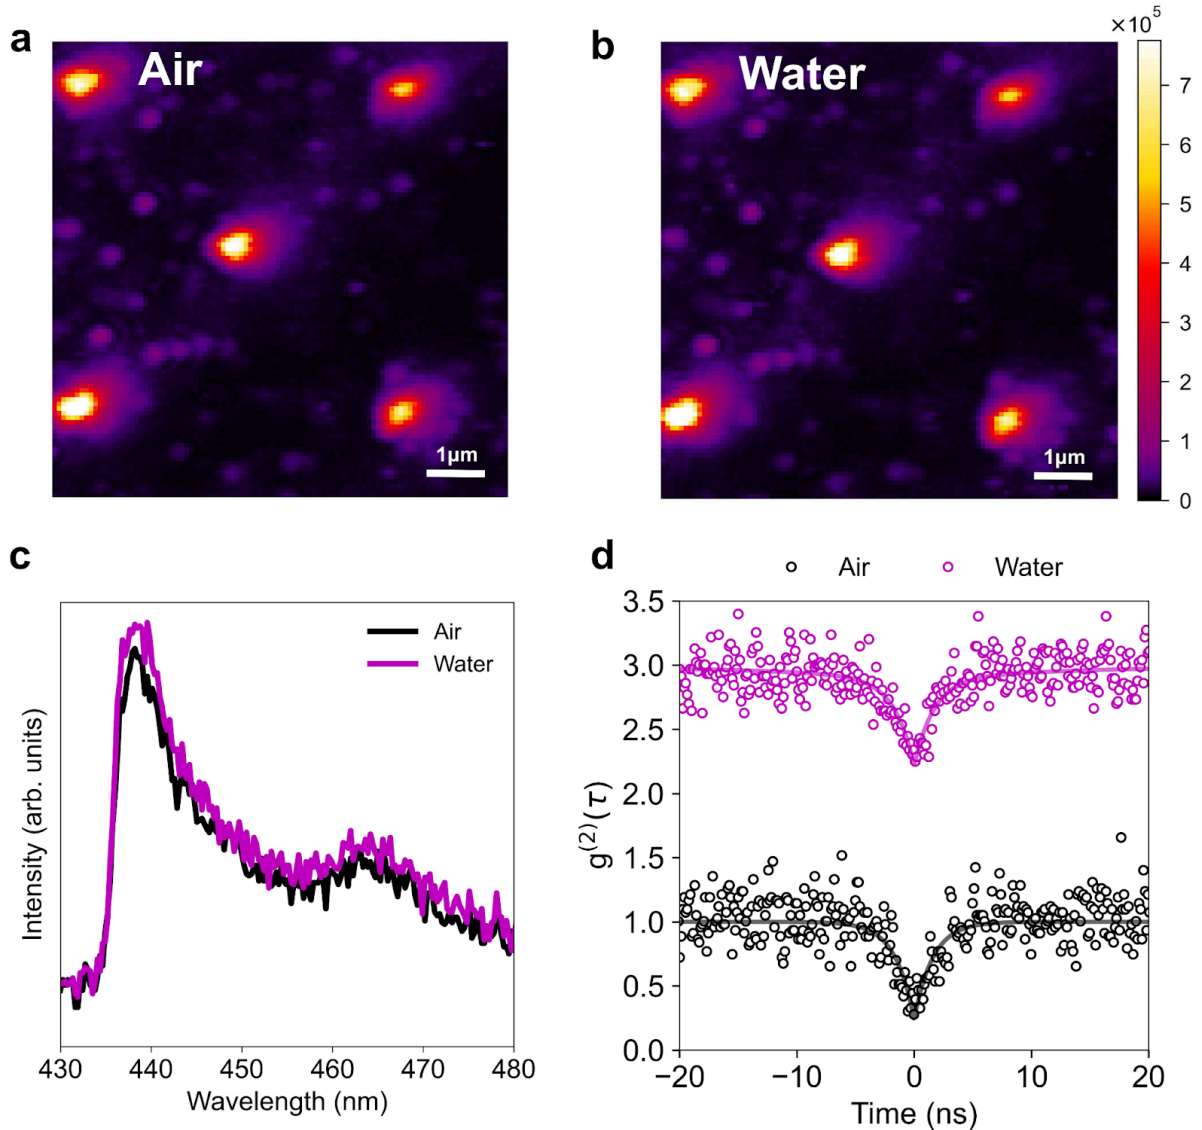 a
Air
1μm
b
Water
1μm
×10⁵
7
6
5
4
3
2
1
0
c
Air
Water
Intensity (arb. units)
430
440
450
460
470
480
Wavelength (nm)
d
Air
Water
3.5
3.0
2.5
2.0
1.5
1.0
0.5
0.0
g⁽²⁾(τ)
−20
−10
0
10
20
Time (ns)